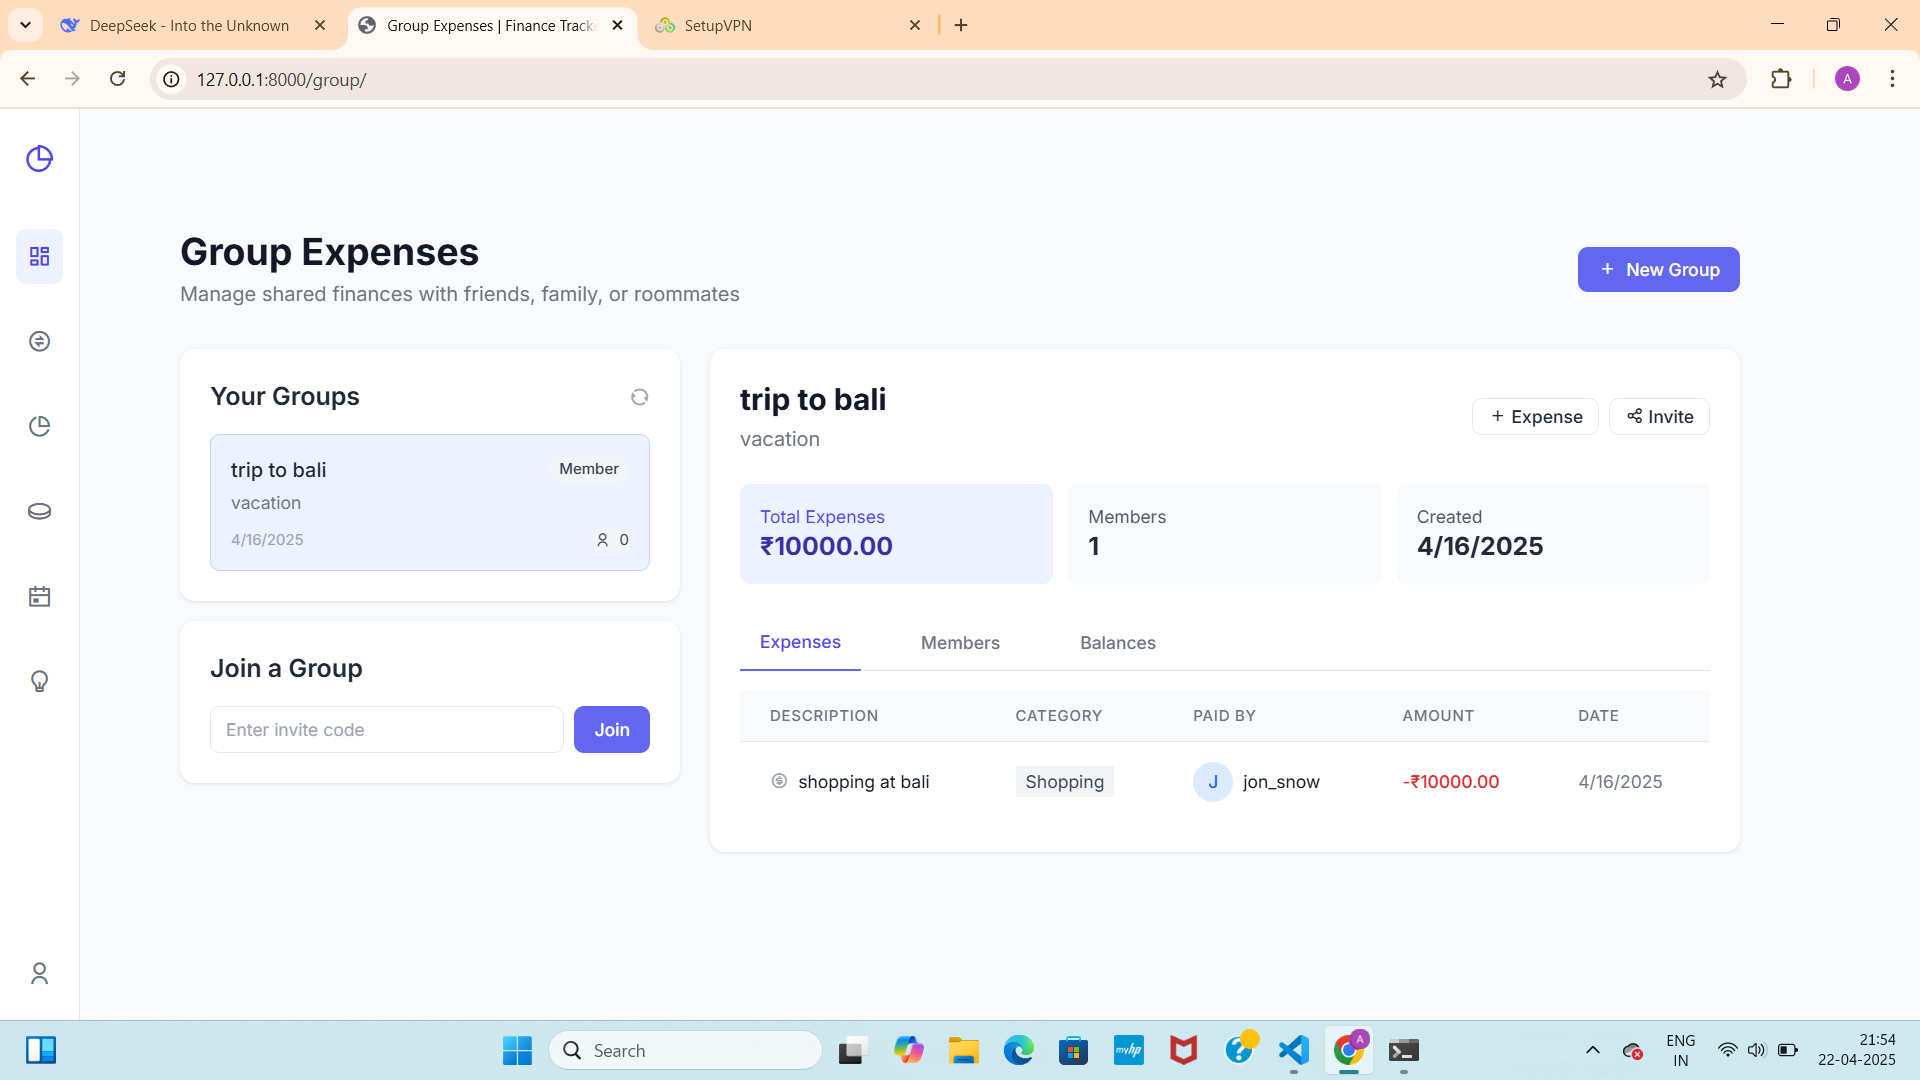 DeepSeek - Into the Unknown
Group Expenses | Finance Track
SetupVPN
127.0.0.1:8000/group/
A
Group Expenses
Manage shared finances with friends, family, or roommates
+ New Group
Your Groups
trip to bali
Member
vacation
4/16/2025
0
Join a Group
Enter invite code
Join
trip to bali
vacation
+ Expense
Invite
Total Expenses
₹10000.00
Members
1
Created
4/16/2025
Expenses
Members
Balances
DESCRIPTION
CATEGORY
PAID BY
AMOUNT
DATE
shopping at bali
Shopping
J
jon_snow
-₹10000.00
4/16/2025
Search
myhp
A
ENG
IN
21:54
22-04-2025